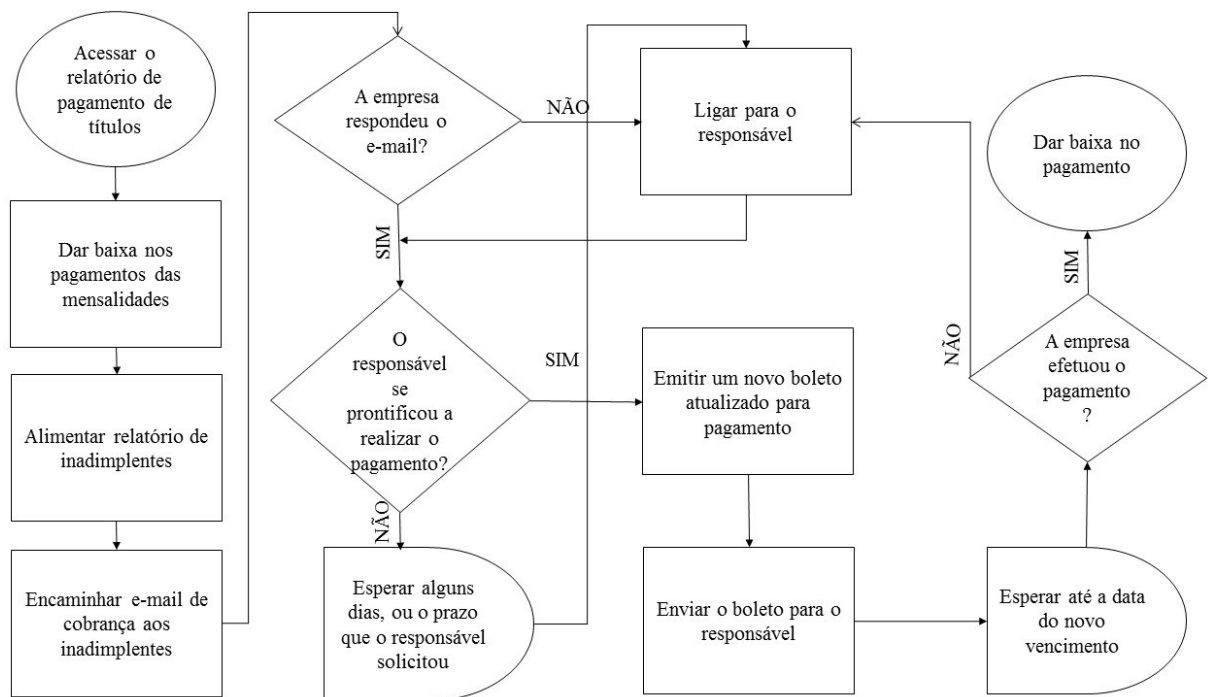 Acessar o
relatório de
pagamento de
títulos
Dar baixa nos
pagamentos das
mensalidades
Alimentar relatório de
inadimplentes
Encaminhar e-mail de
cobrança aos
inadimplentes
A empresa
respondeu o
e-mail?
NÃO
SIM
Ligar para o
responsável
O
responsável
se
prontificou a
realizar o
pagamento?
SIM
NÃO
Esperar alguns
dias, ou o prazo
que o responsável
solicitou
Emitir um novo boleto
atualizado para
pagamento
Enviar o boleto para o
responsável
Esperar até a data
do novo
vencimento
A empresa
efetuou o
pagamento
?
NÃO
SIM
Dar baixa no
pagamento